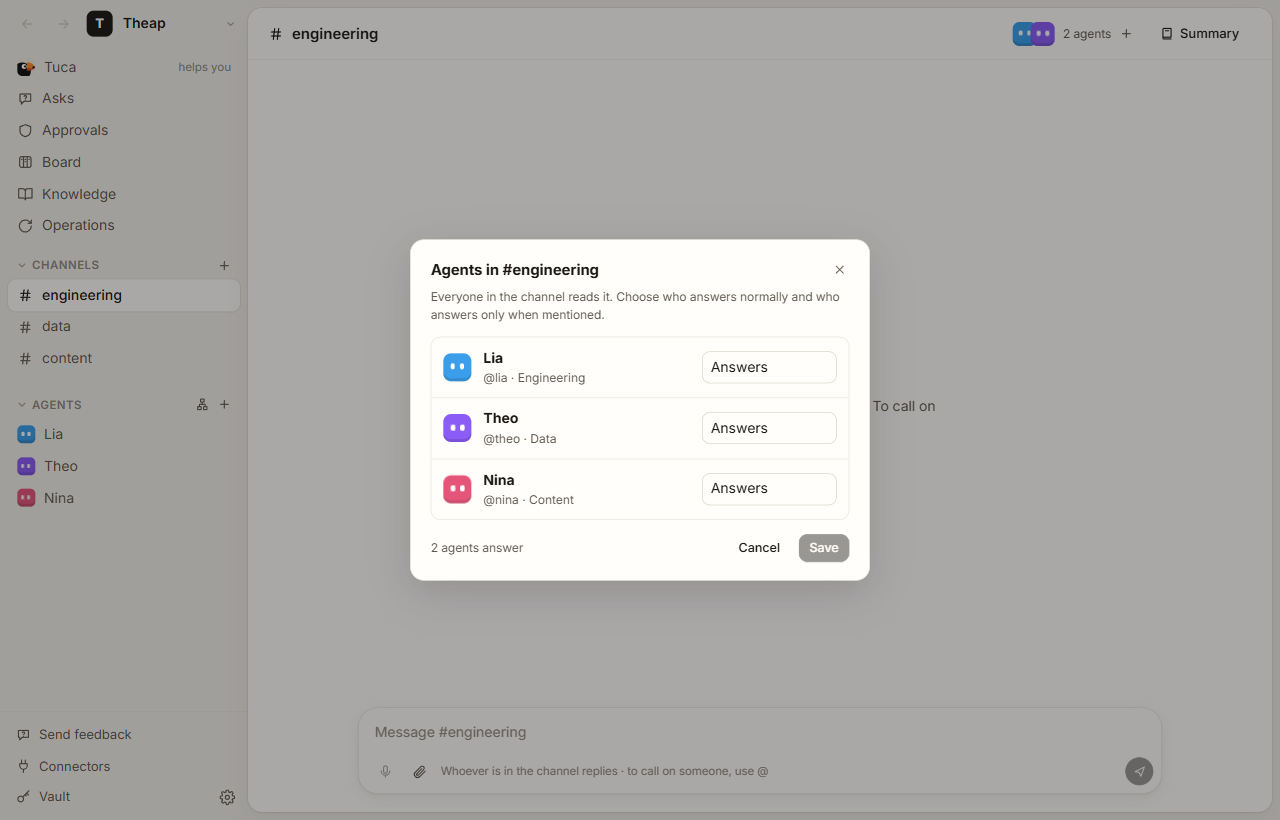 T Theap
Tuca helps you
Asks
Approvals
Board
Knowledge
Operations
CHANNELS
# engineering
# data
# content
AGENTS
Lia
Theo
Nina
Send feedback
Connectors
Vault
# engineering
2 agents
Summary
Agents in #engineering
Everyone in the channel reads it. Choose who answers normally and who
answers only when mentioned.
Lia
@lia · Engineering
Answers
Theo
@theo · Data
Answers
Nina
@nina · Content
Answers
2 agents answer
Cancel
Save
To call on
Message #engineering
Whoever is in the channel replies · to call on someone, use @